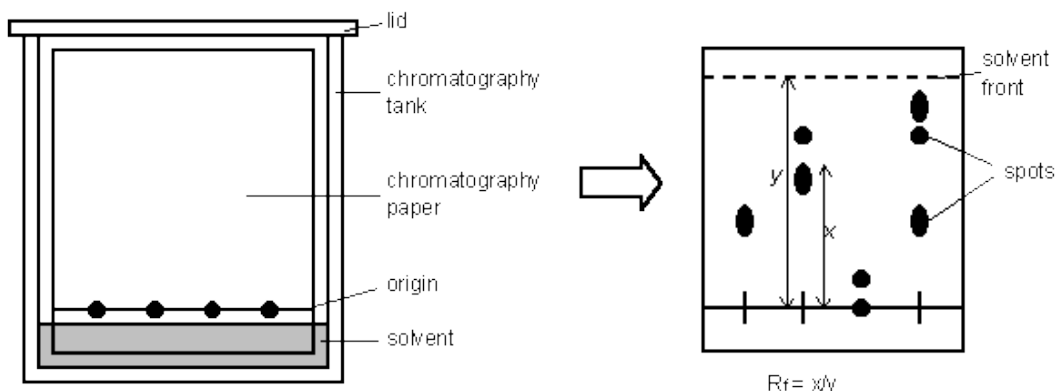 lid
chromatography
tank
chromatography
paper
origin
solvent
solvent
front
spots
y
x
Rf = x/y